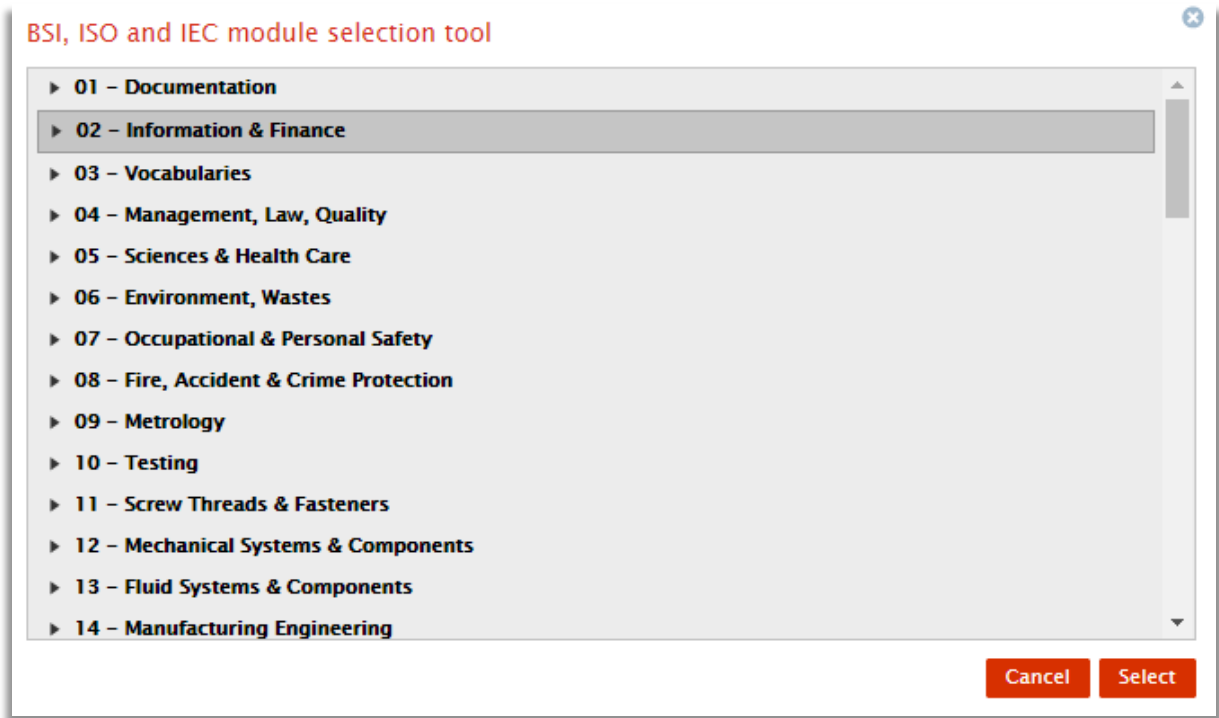 BSI, ISO and IEC module selection tool
01 – Documentation
02 – Information & Finance
03 – Vocabularies
04 – Management, Law, Quality
05 – Sciences & Health Care
06 – Environment, Wastes
07 – Occupational & Personal Safety
08 – Fire, Accident & Crime Protection
09 – Metrology
10 – Testing
11 – Screw Threads & Fasteners
12 – Mechanical Systems & Components
13 – Fluid Systems & Components
14 – Manufacturing Engineering
Cancel Select